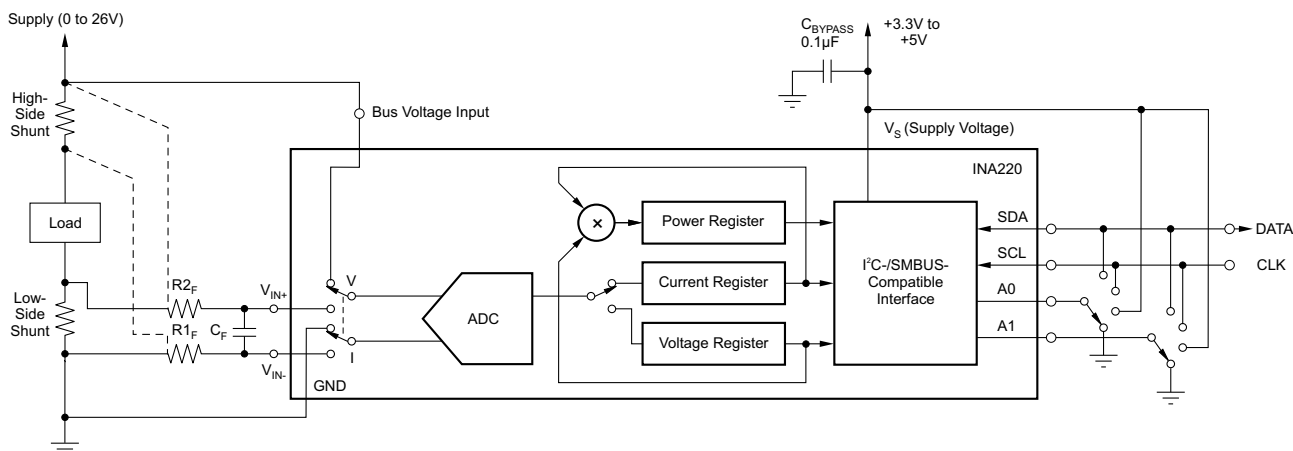 Supply (0 to 26V)
C_BYPASS
0.1µF
+3.3V to
+5V
High-
Side
Shunt
Bus Voltage Input
V_S (Supply Voltage)
INA220
Load
×
Power Register
Current Register
Voltage Register
ADC
I²C-/SMBUS-
Compatible
Interface
SDA
SCL
A0
A1
DATA
CLK
Low-
Side
Shunt
R2_F
R1_F
C_F
V_IN+
V_IN-
V
I
GND